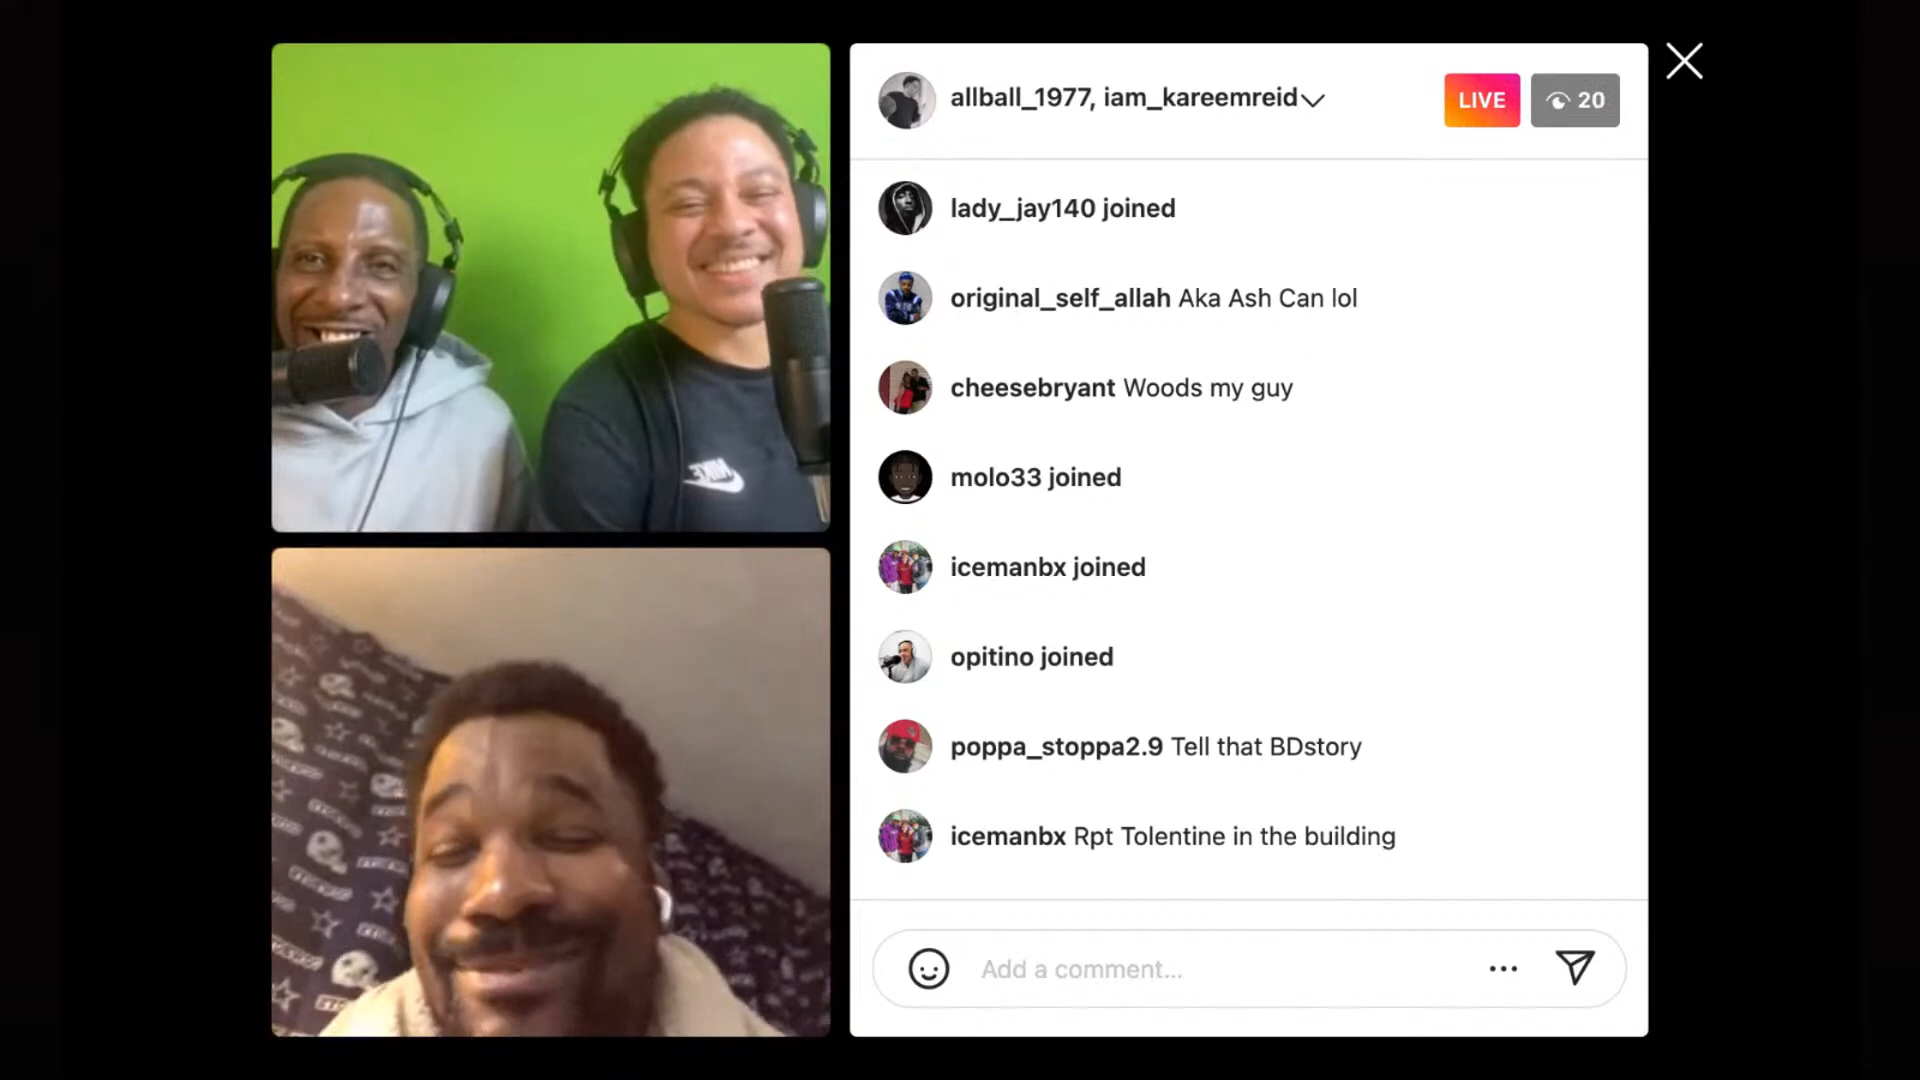 allball_1977, iam_kareemreid
LIVE
20
lady_jay140 joined
original_self_allah Aka Ash Can lol
cheesebryant Woods my guy
molo33 joined
icemanbx joined
opitino joined
poppa_stoppa2.9 Tell that BDstory
icemanbx Rpt Tolentine in the building
Add a comment...
NIKE